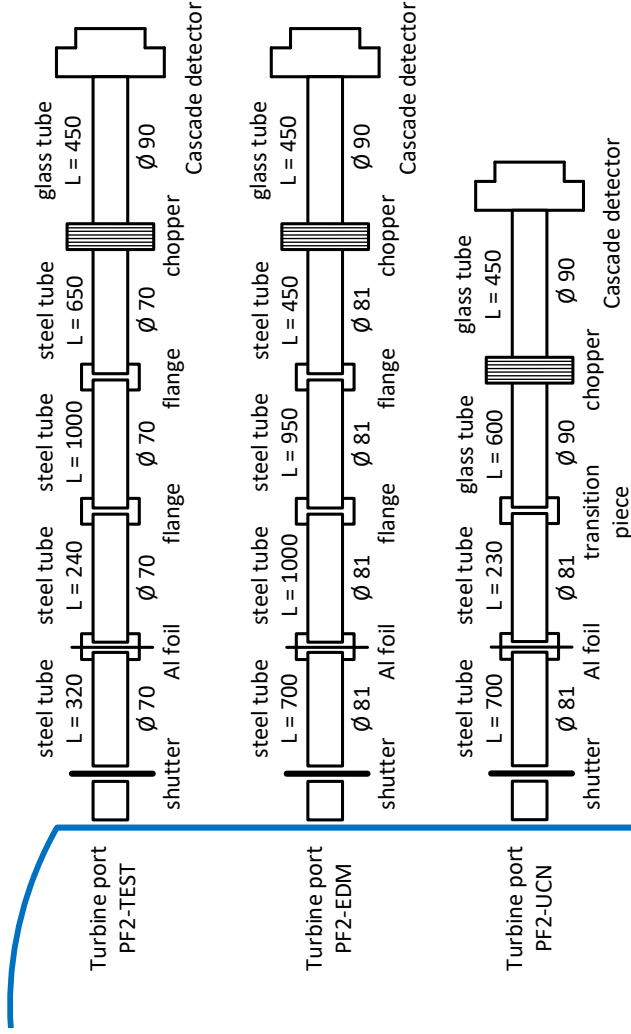 Turbine port
PF2-TEST
shutter
steel tube
L = 320
Ø 70
Al foil
steel tube
L = 240
Ø 70
flange
steel tube
L = 1000
Ø 70
flange
steel tube
L = 650
Ø 70
chopper
glass tube
L = 450
Ø 90
Cascade detector
Turbine port
PF2-EDM
shutter
steel tube
L = 700
Ø 81
Al foil
steel tube
L = 1000
Ø 81
flange
steel tube
L = 950
Ø 81
flange
steel tube
L = 450
Ø 81
chopper
glass tube
L = 450
Ø 90
Cascade detector
Turbine port
PF2-UCN
shutter
steel tube
L = 700
Ø 81
Al foil
steel tube
L = 230
Ø 81
transition
piece
glass tube
L = 600
Ø 90
chopper
glass tube
L = 450
Ø 90
Cascade detector